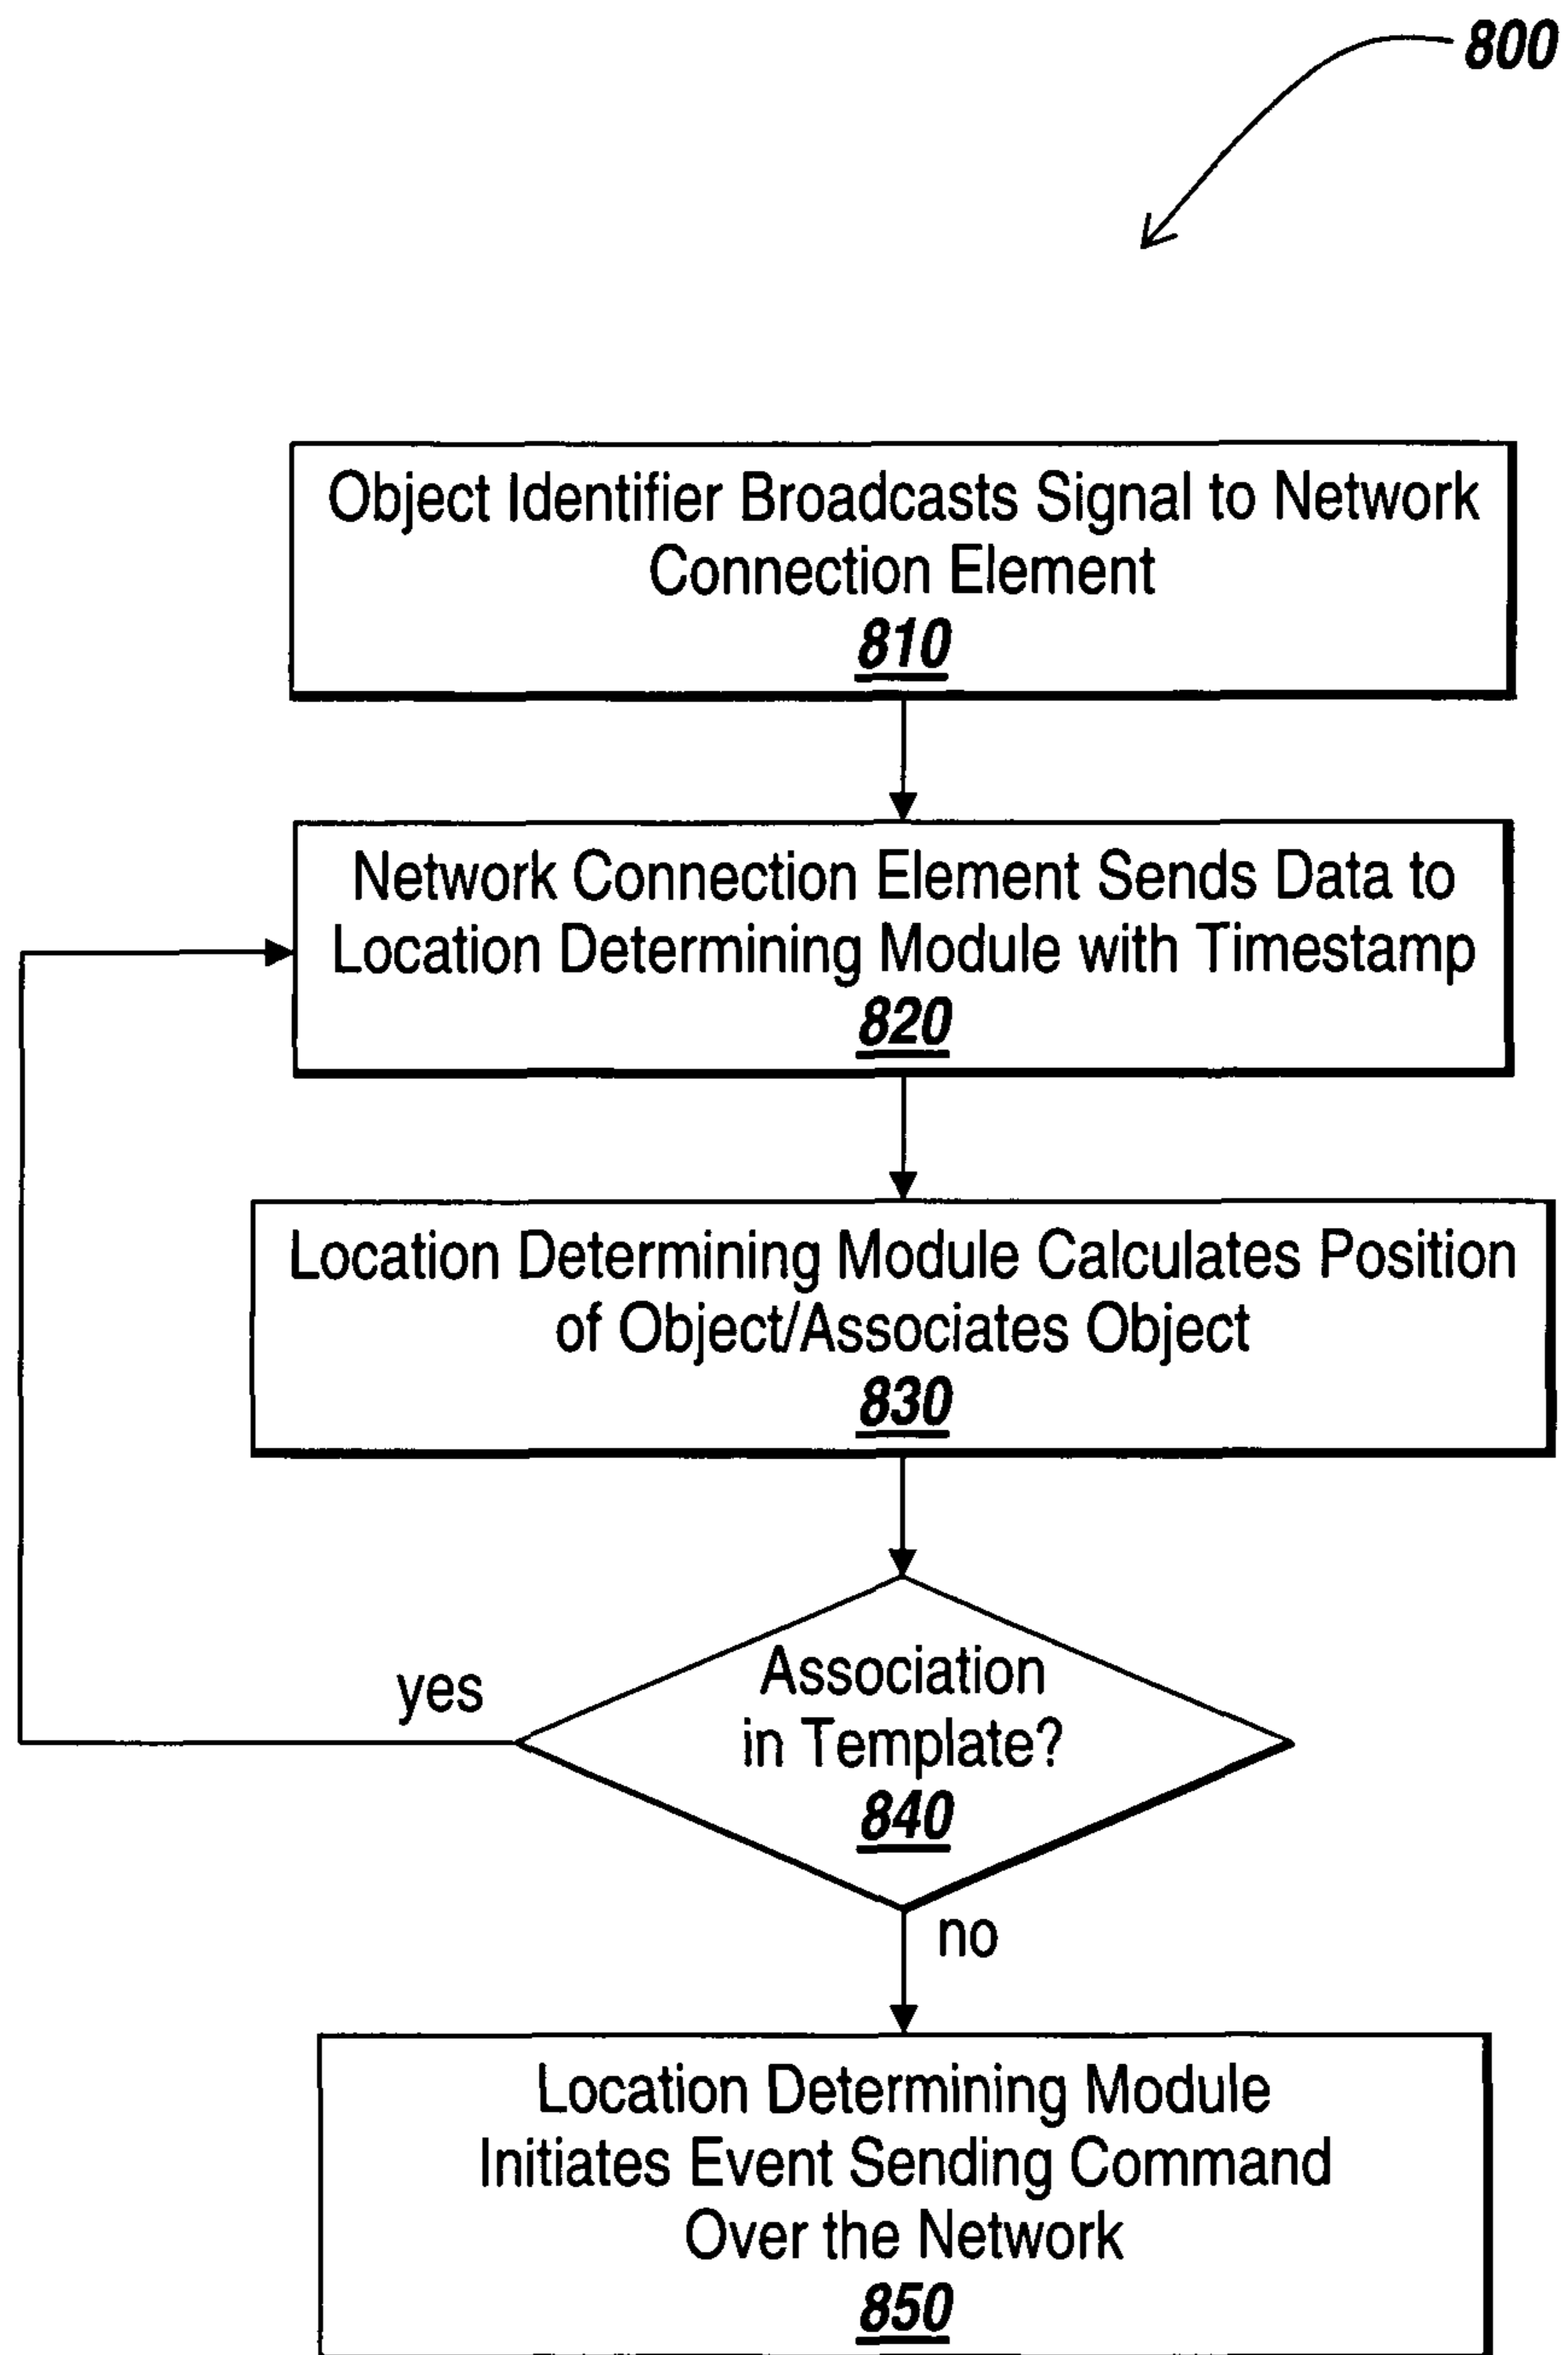 800
Object Identifier Broadcasts Signal to Network
Connection Element
810
Network Connection Element Sends Data to
Location Determining Module with Timestamp
820
Location Determining Module Calculates Position
of Object/Associates Object
830
yes
Association
in Template?
840
no
Location Determining Module
Initiates Event Sending Command
Over the Network
850